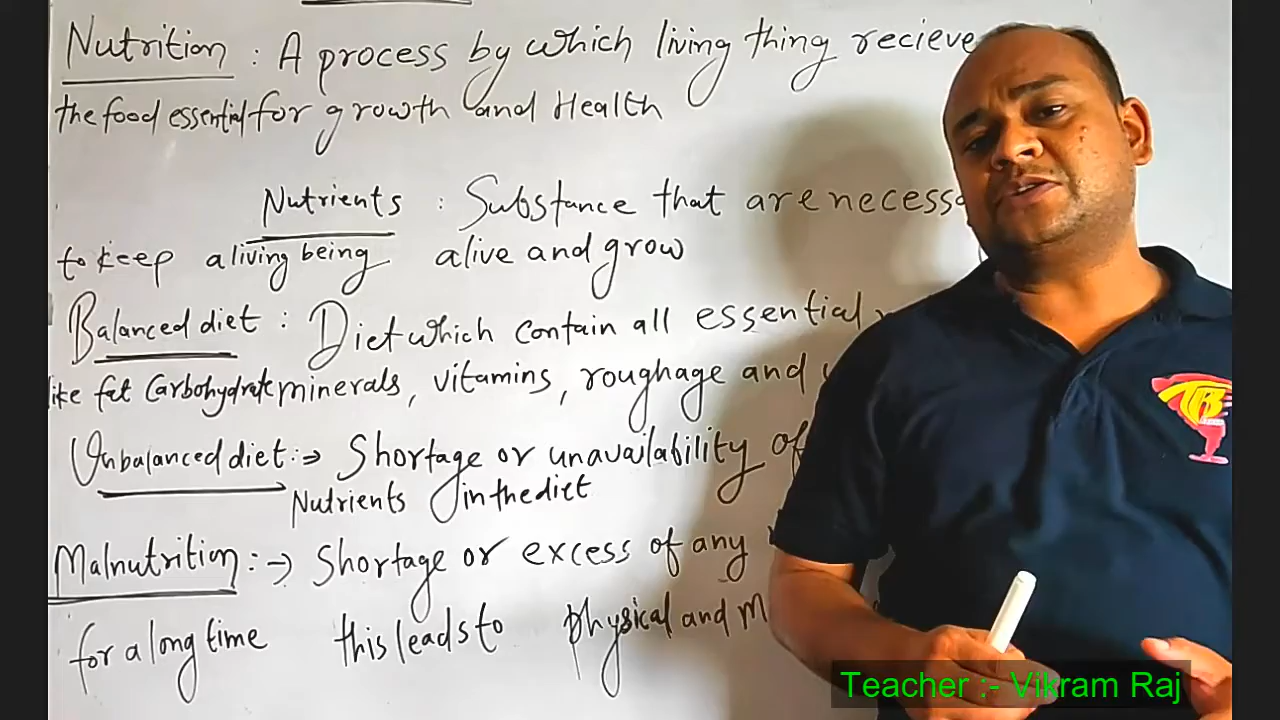 Nutrition : A process by which living thing recieve
the food essential for growth and Health
Nutrients : Substance that are necess
to keep a living being alive and grow
Balanced diet : Diet which contain all essential
like fat Carbohydrate minerals, vitamins, roughage and
Unbalanced diet :→ Shortage or unavailability of
Nutrients in the diet
Malnutrition :→ Shortage or excess of any
for a long time this leads to physical and M
TR
Teacher :- Vikram Raj